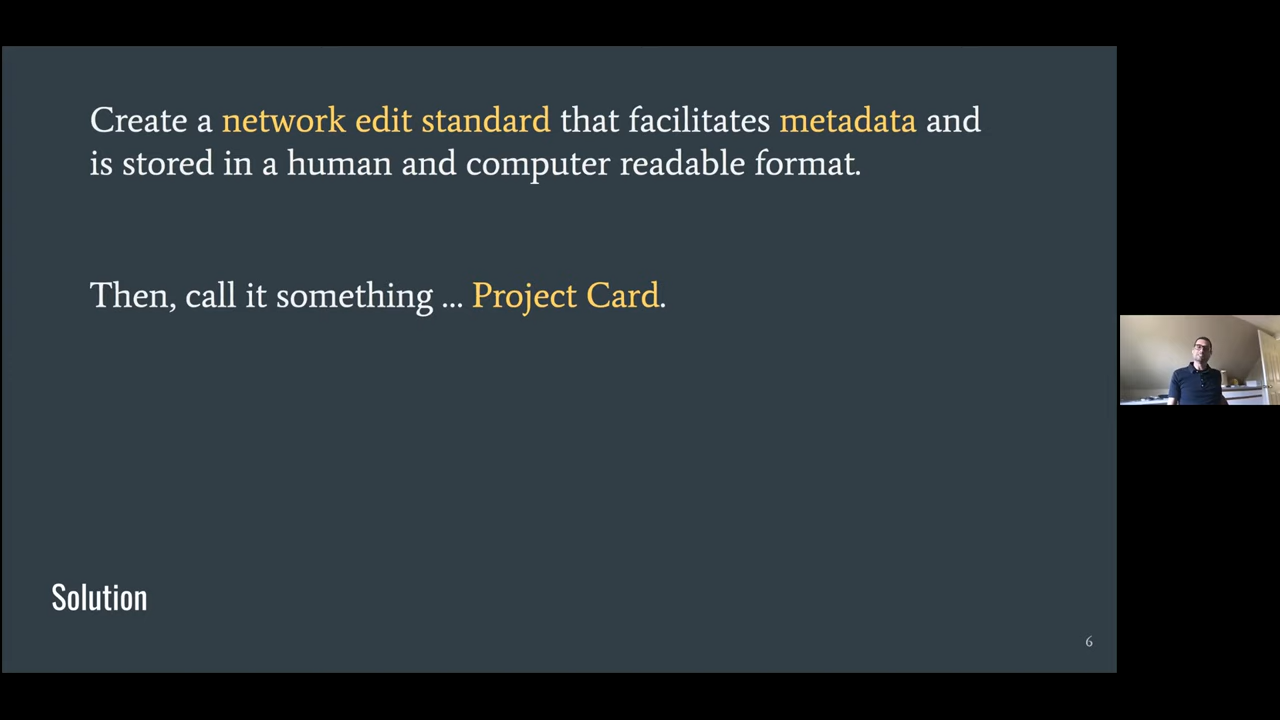 Create a network edit standard that facilitates metadata and
is stored in a human and computer readable format.
Then, call it something ... Project Card.
Solution
6